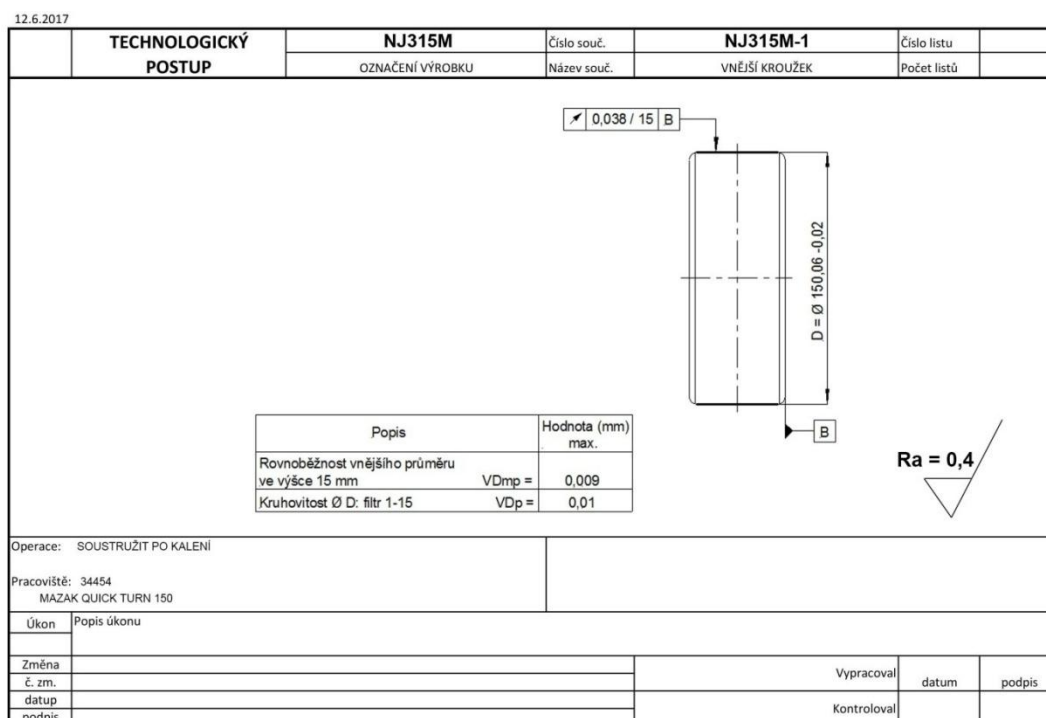 12.6.2017
TECHNOLOGICKÝ POSTUP
NJ315M
Číslo souč.
NJ315M-1
Číslo listu
OZNAČENÍ VÝROBKU
Název souč.
VNĚJŠÍ KROUŽEK
Počet listů
0,038 / 15 B
D = Ø 150,06 -0,02
B
Popis
Hodnota (mm) max.
Rovnoběžnost vnějšího průměru
ve výšce 15 mm VDmp = 0,009
Kruhovitost Ø D: filtr 1-15 VDp = 0,01
Ra = 0,4
Operace: SOUSTRUŽIT PO KALENÍ
Pracoviště: 34454
MAZAK QUICK TURN 150
Úkon Popis úkonu
Změna
č. zm.
datup
podpis
Vypracoval
datum
podpis
Kontroloval